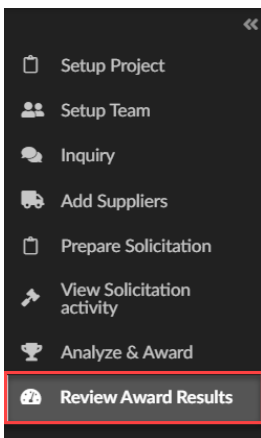 Setup Project
Setup Team
Inquiry
Add Suppliers
Prepare Solicitation
View Solicitation
activity
Analyze & Award
Review Award Results